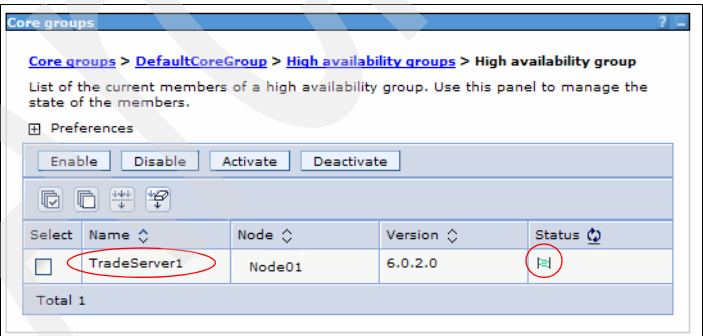 Core groups ? –
Core groups > DefaultCoreGroup > High availability groups > High availability group
List of the current members of a high availability group. Use this panel to manage the
state of the members.
Preferences
Enable Disable Activate Deactivate
Select Name Node Version Status
TradeServer1 Node01 6.0.2.0
Total 1